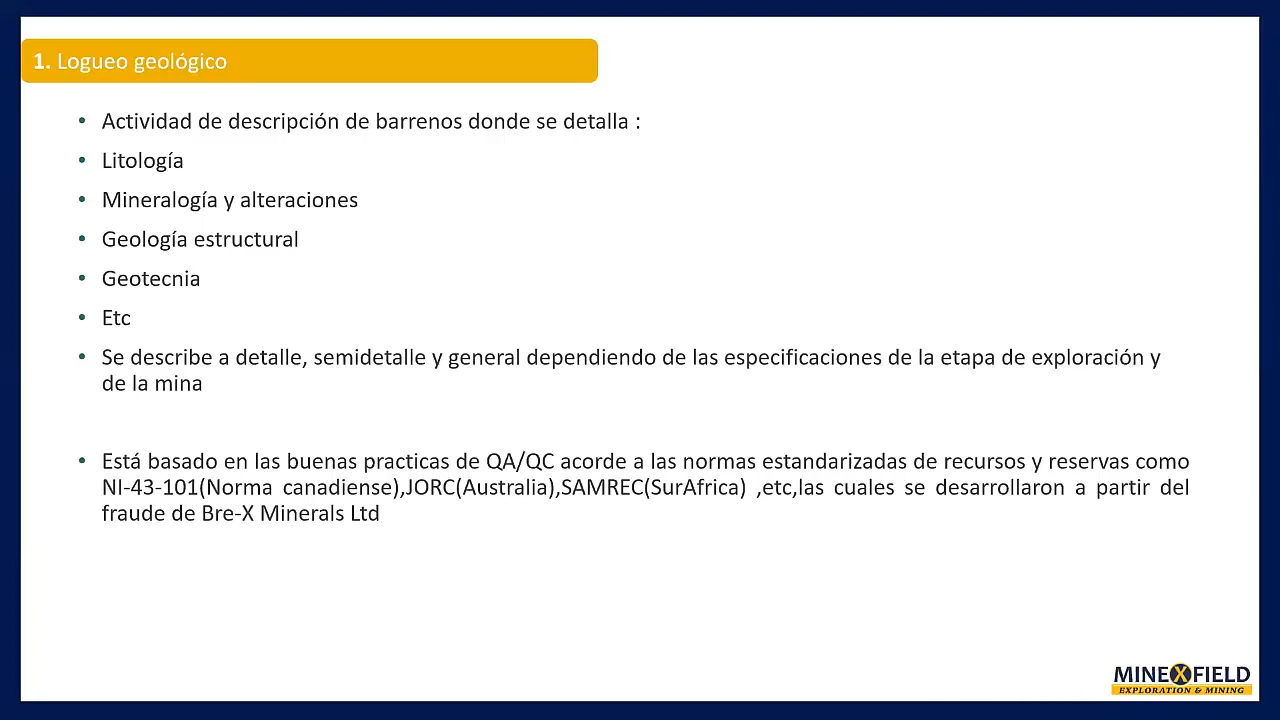 1. Logueo geológico
• Actividad de descripción de barrenos donde se detalla :
• Litología
• Mineralogía y alteraciones
• Geología estructural
• Geotecnia
• Etc
• Se describe a detalle, semidetalle y general dependiendo de las especificaciones de la etapa de exploración y
de la mina
• Está basado en las buenas practicas de QA/QC acorde a las normas estandarizadas de recursos y reservas como
NI-43-101(Norma canadiense),JORC(Australia),SAMREC(SurAfrica) ,etc,las cuales se desarrollaron a partir del
fraude de Bre-X Minerals Ltd
MINEXFIELD
EXPLORATION & MINING